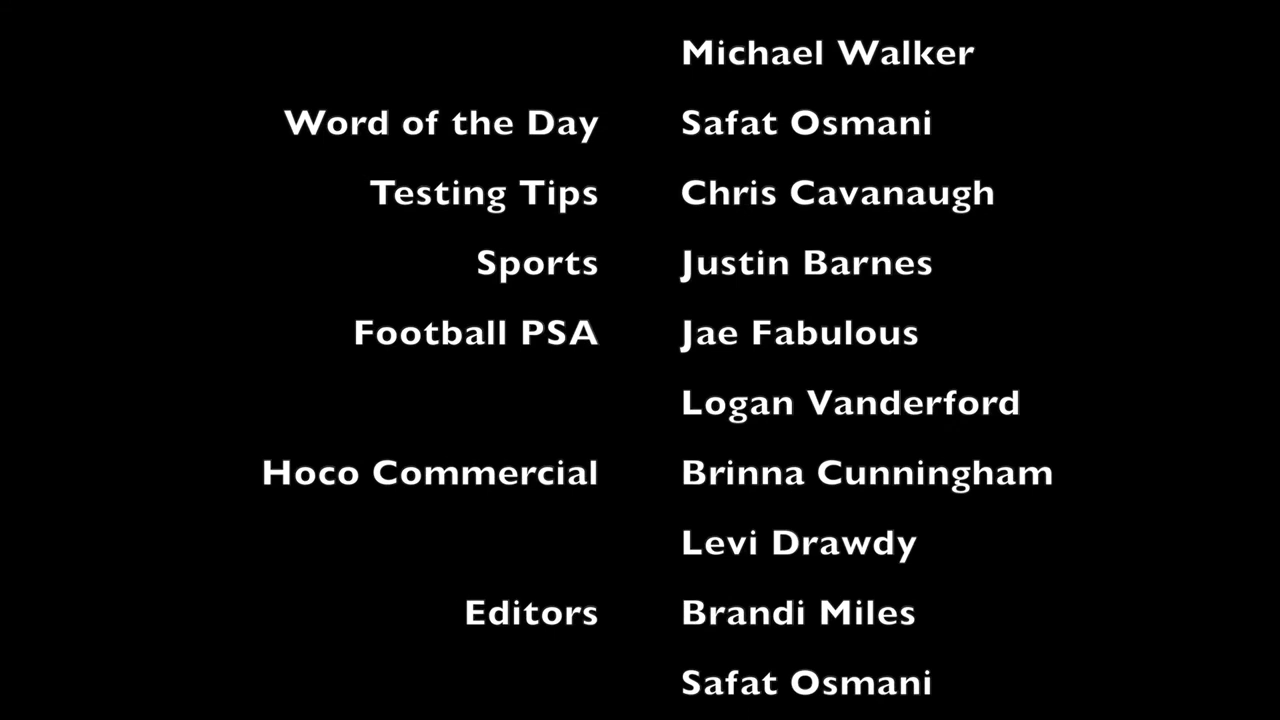 Michael Walker
Word of the Day Safat Osmani
Testing Tips Chris Cavanaugh
Sports Justin Barnes
Football PSA Jae Fabulous
Logan Vanderford
Hoco Commercial Brinna Cunningham
Levi Drawdy
Editors Brandi Miles
Safat Osmani